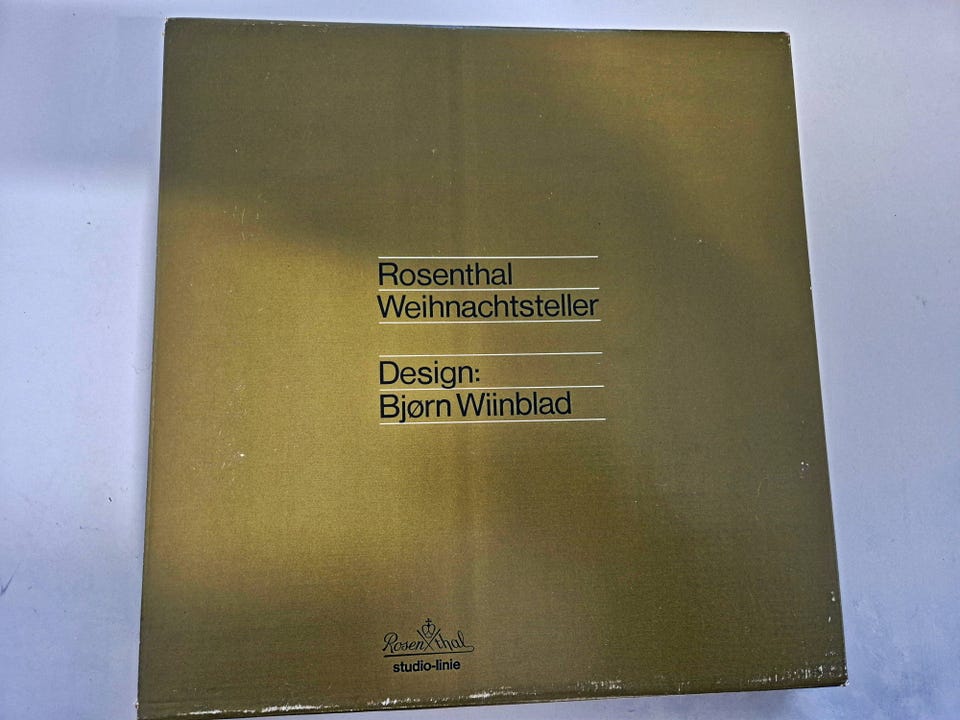 Rosenthal
Weihnachtsteller
Design:
Bjørn Wiinblad
Rosenthal
studio-linie